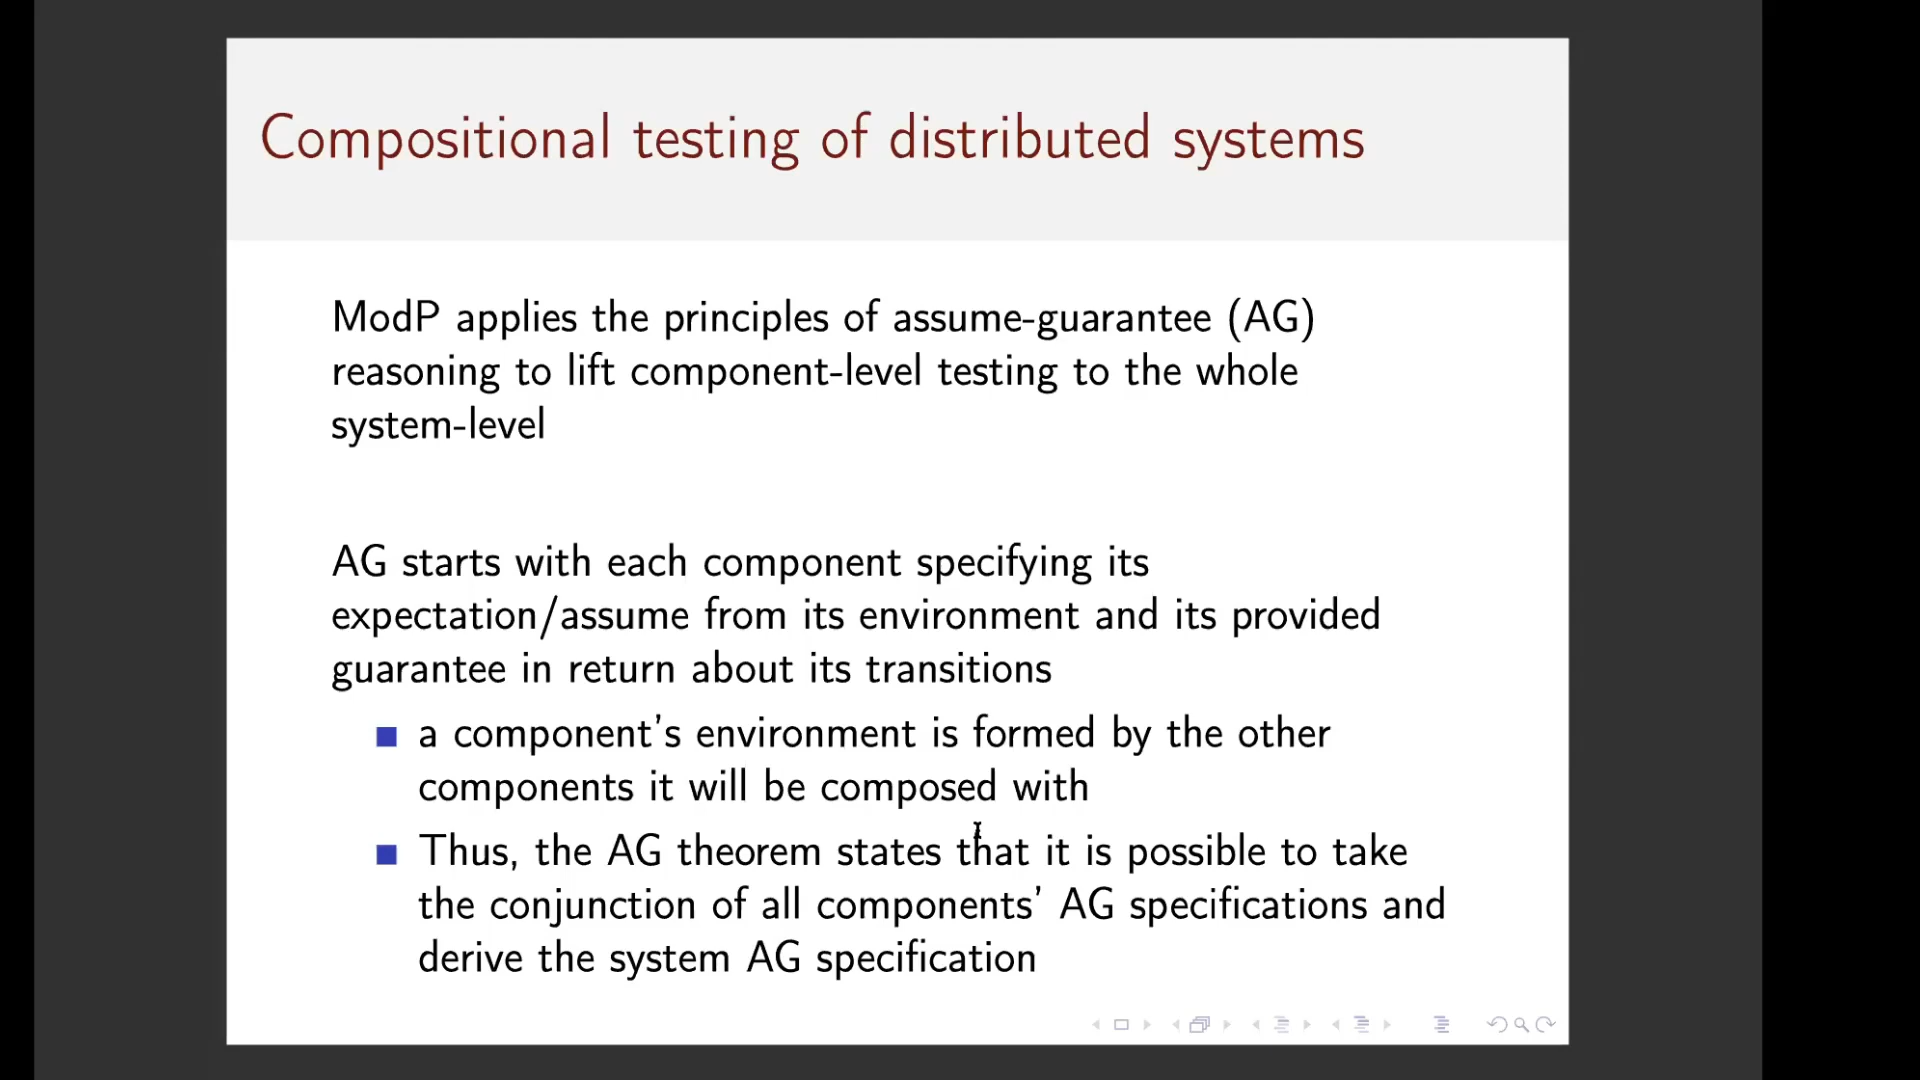 Compositional testing of distributed systems
ModP applies the principles of assume-guarantee (AG)
reasoning to lift component-level testing to the whole
system-level
AG starts with each component specifying its
expectation/assume from its environment and its provided
guarantee in return about its transitions
a component's environment is formed by the other
components it will be composed with
Thus, the AG theorem states that it is possible to take
the conjunction of all components' AG specifications and
derive the system AG specification